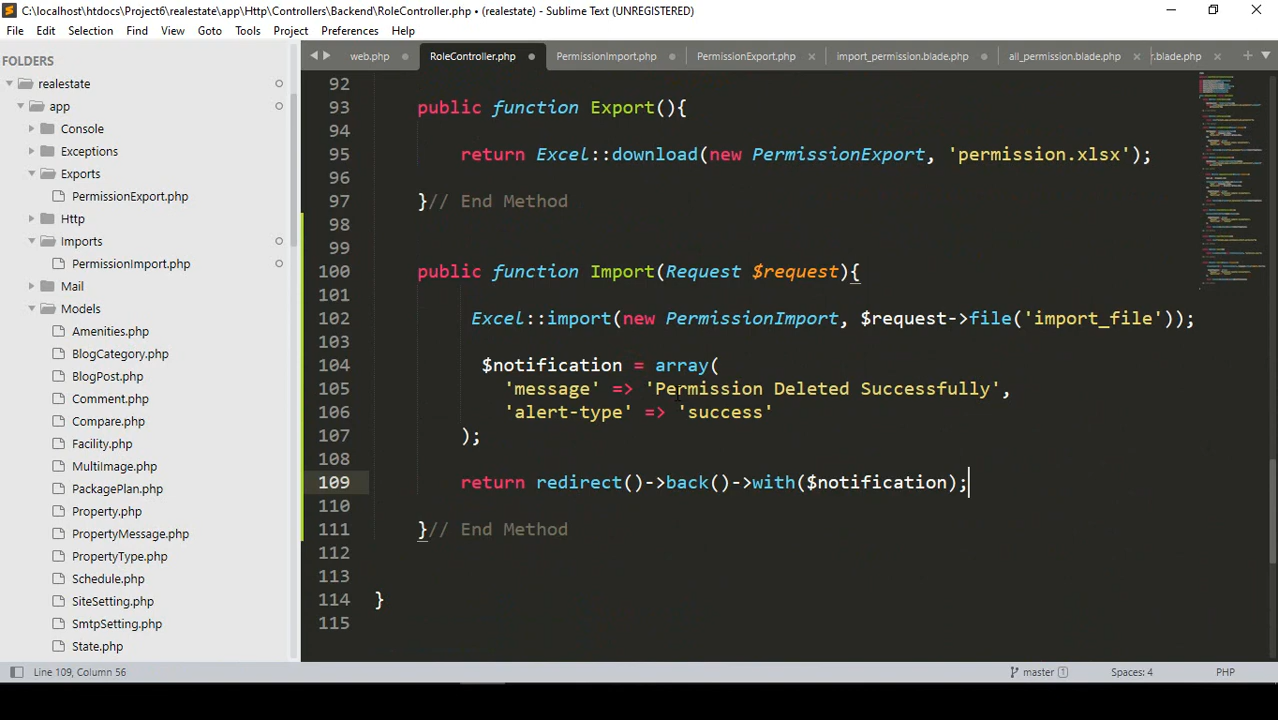 C:\localhost\htdocs\Project6\realestate\app\Http\Controllers\Backend\RoleController.php • (realestate) - Sublime Text (UNREGISTERED)
File Edit Selection Find View Goto Tools Project Preferences Help
FOLDERS
realestate
app
Console
Exceptions
Exports
PermissionExport.php
Http
Imports
PermissionImport.php
Mail
Models
Amenities.php
BlogCategory.php
BlogPost.php
Comment.php
Compare.php
Facility.php
MultiImage.php
PackagePlan.php
Property.php
PropertyMessage.php
PropertyType.php
Schedule.php
SiteSetting.php
SmtpSetting.php
State.php
web.php RoleController.php PermissionImport.php PermissionExport.php import_permission.blade.php all_permission.blade.php r.blade.php
92
93 public function Export(){
94
95 return Excel::download(new PermissionExport, 'permission.xlsx');
96
97 }// End Method
98
99
100 public function Import(Request $request){
101
102 Excel::import(new PermissionImport, $request->file('import_file'));
103
104 $notification = array(
105 'message' => 'Permission Deleted Successfully',
106 'alert-type' => 'success'
107 );
108
109 return redirect()->back()->with($notification);
110
111 }// End Method
112
113
114 }
115
Line 109, Column 56 master 1 Spaces: 4 PHP